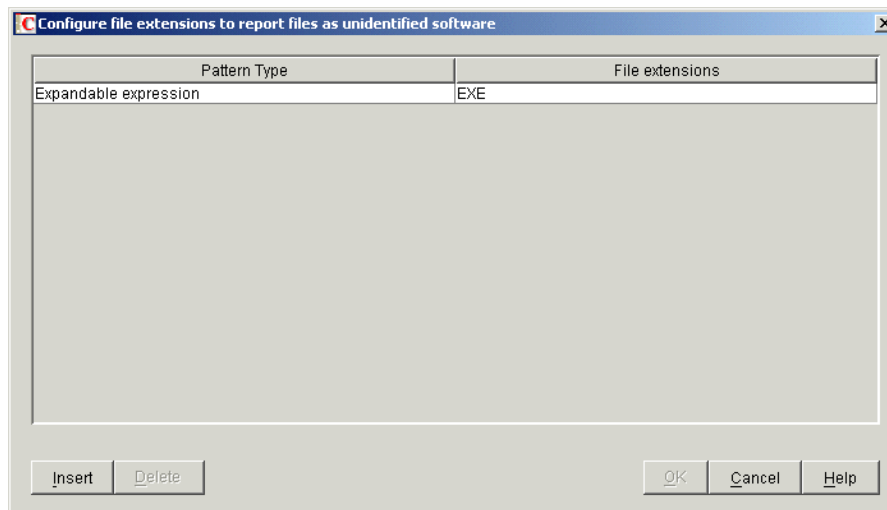 Configure file extensions to report files as unidentified software
Pattern Type File extensions
Expandable expression EXE
Insert Delete OK Cancel Help